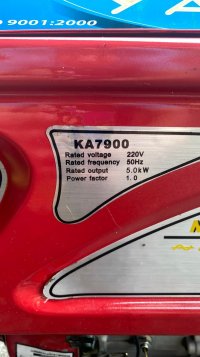 9001:2000
KA7900
Rated voltage 220V
Rated frequency 50Hz
Rated output 5.0kW
Power factor 1.0